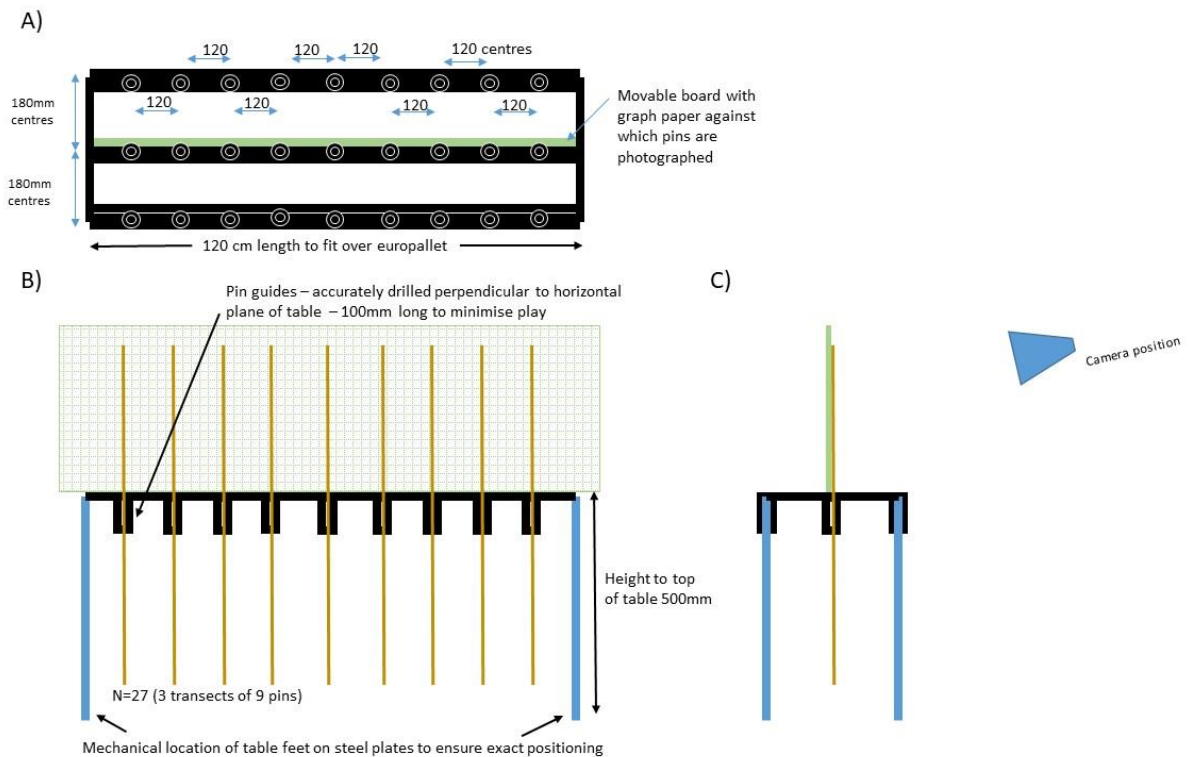 A)
120
120
120
120 centres
180mm
centres
120
120
120
120
Movable board with
graph paper against
which pins are
photographed
180mm
centres
120 cm length to fit over europallet
B)
Pin guides – accurately drilled perpendicular to horizontal
plane of table – 100mm long to minimise play
C)
Camera position
Height to top
of table 500mm
N=27 (3 transects of 9 pins)
Mechanical location of table feet on steel plates to ensure exact positioning